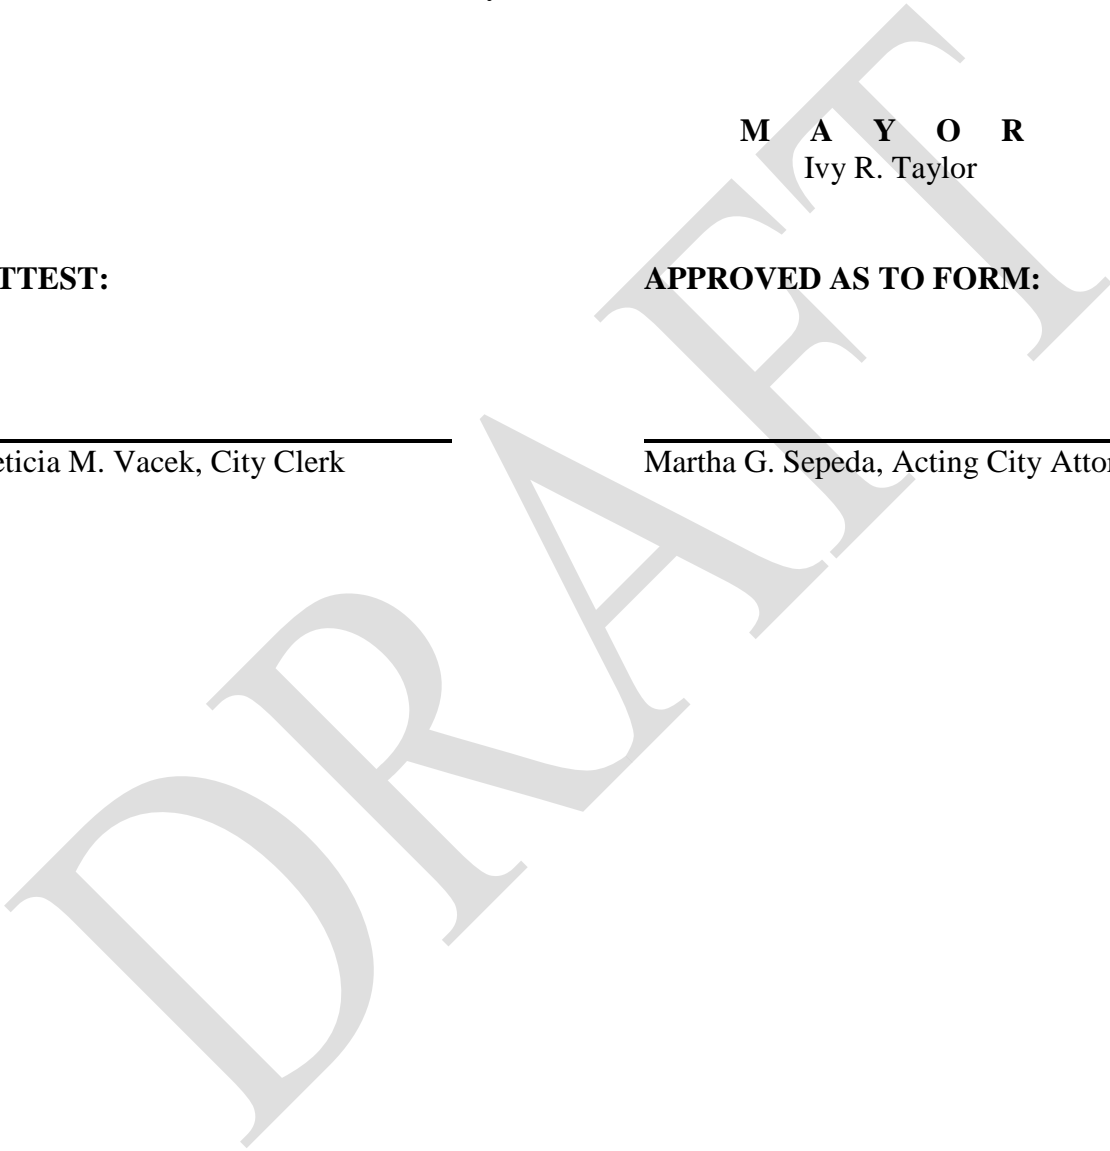 M A Y O R
Ivy R. Taylor
TTEST:
APPROVED AS TO FORM:
eticia M. Vacek, City Clerk
Martha G. Sepeda, Acting City Attor
DRAFT